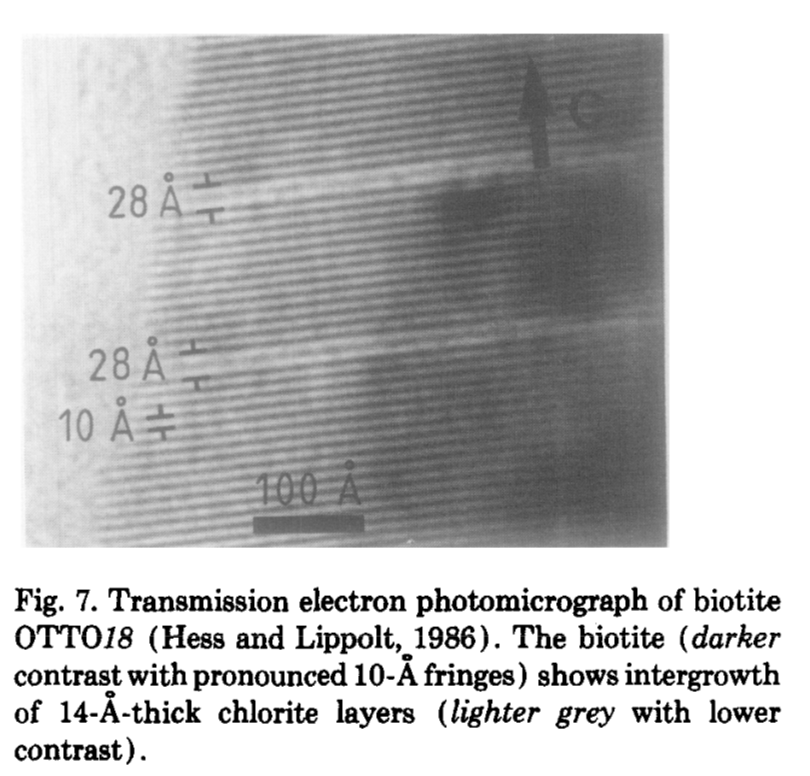 C
28 Å
28 Å
10 Å
100 Å
Fig. 7. Transmission electron photomicrograph of biotite
OTTO18 (Hess and Lippolt, 1986). The biotite (darker
contrast with pronounced 10-Å fringes) shows intergrowth
of 14-Å-thick chlorite layers (lighter grey with lower
contrast).